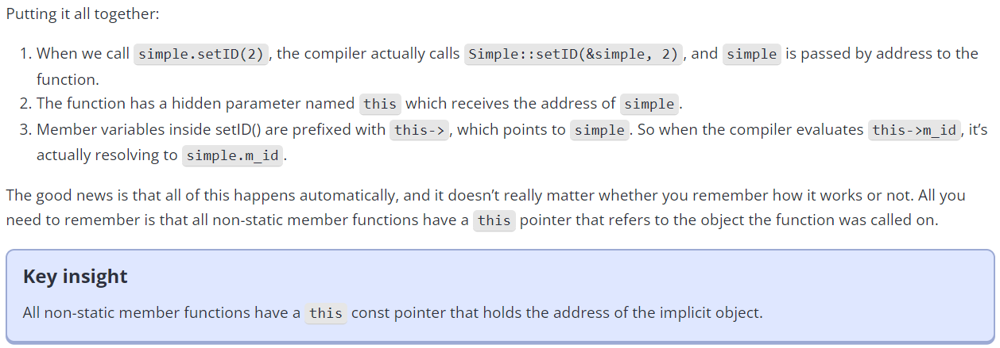 Putting it all together:
1. When we call simple.setID(2), the compiler actually calls Simple::setID(&simple, 2), and simple is passed by address to the
function.
2. The function has a hidden parameter named this which receives the address of simple.
3. Member variables inside setID() are prefixed with this->, which points to simple. So when the compiler evaluates this->m_id, it’s
actually resolving to simple.m_id.
The good news is that all of this happens automatically, and it doesn’t really matter whether you remember how it works or not. All you
need to remember is that all non-static member functions have a this pointer that refers to the object the function was called on.
Key insight
All non-static member functions have a this const pointer that holds the address of the implicit object.